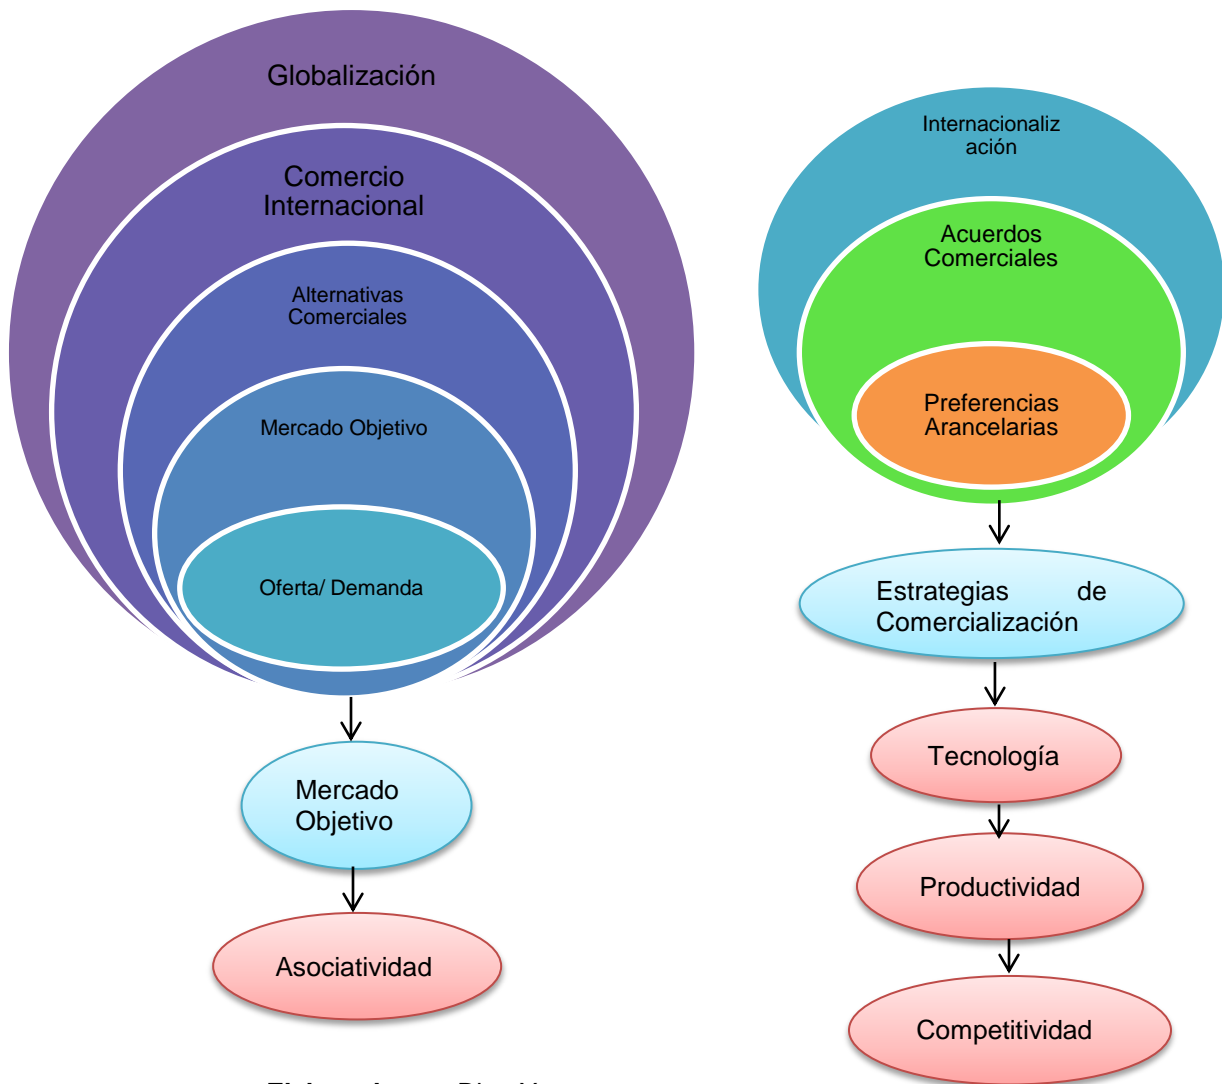 Globalización
Comercio
Internacional
Alternativas
Comerciales
Mercado Objetivo
Oferta/ Demanda
Mercado
Objetivo
Asociatividad
Internacionaliz
ación
Acuerdos
Comerciales
Preferencias
Arancelarias
Estrategias de
Comercialización
Tecnología
Productividad
Competitividad